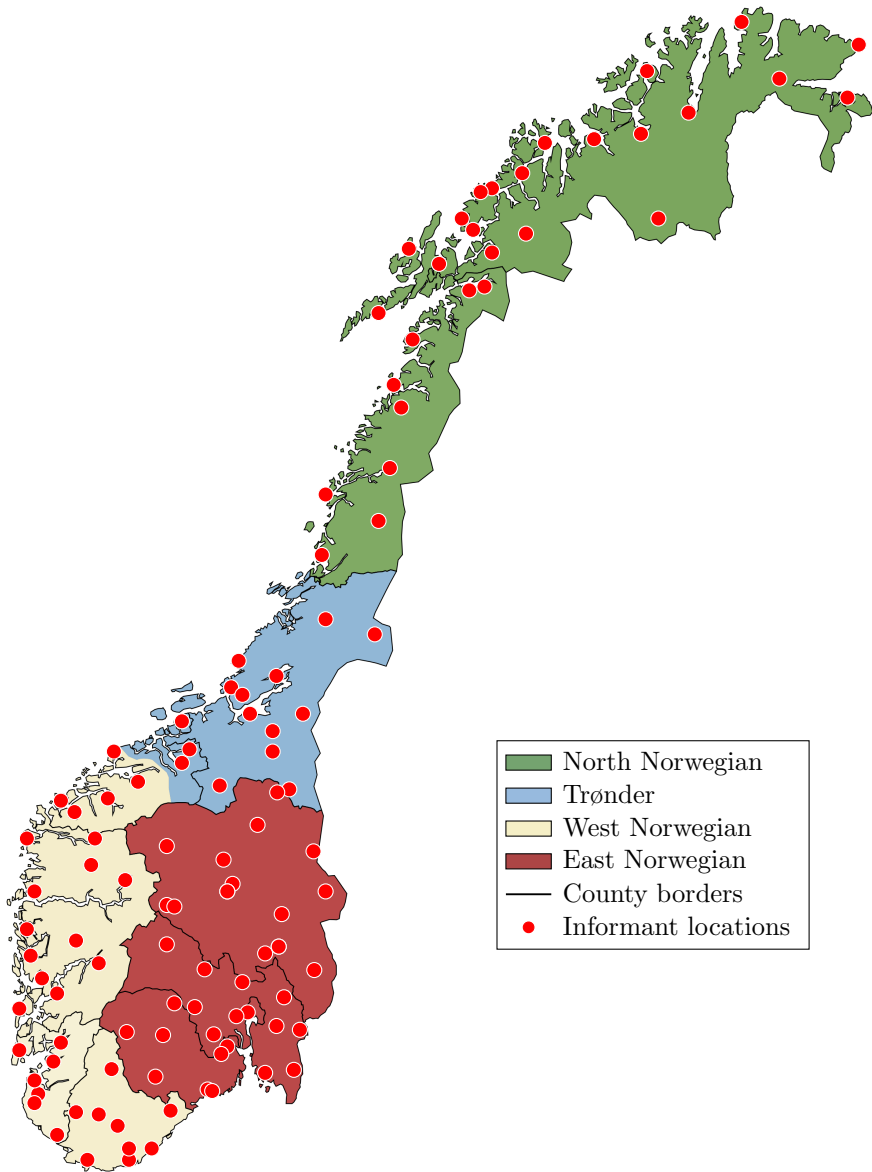 North Norwegian
Trønder
West Norwegian
East Norwegian
County borders
Informant locations